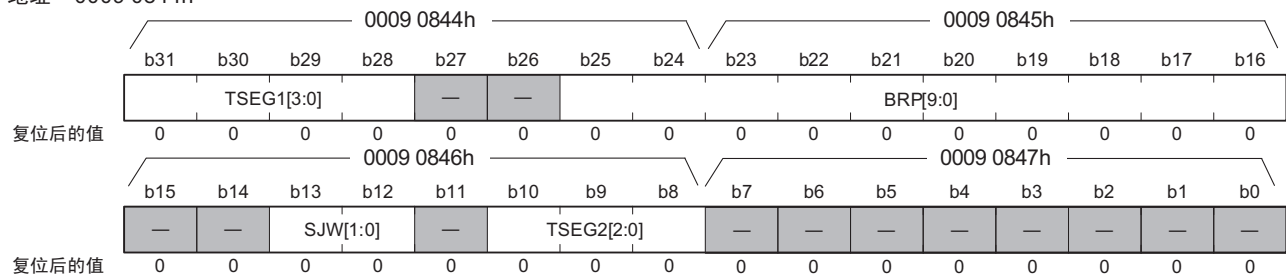 0009 0844h 0009 0845h
b31 b30 b29 b28 b27 b26 b25 b24 b23 b22 b21 b20 b19 b18 b17 b16
TSEG1[3:0] — — BRP[9:0]
复位后的值 0 0 0 0 0 0 0 0 0 0 0 0 0 0 0 0
0009 0846h 0009 0847h
b15 b14 b13 b12 b11 b10 b9 b8 b7 b6 b5 b4 b3 b2 b1 b0
— — SJW[1:0] — TSEG2[2:0] — — — — — — — —
复位后的值 0 0 0 0 0 0 0 0 0 0 0 0 0 0 0 0